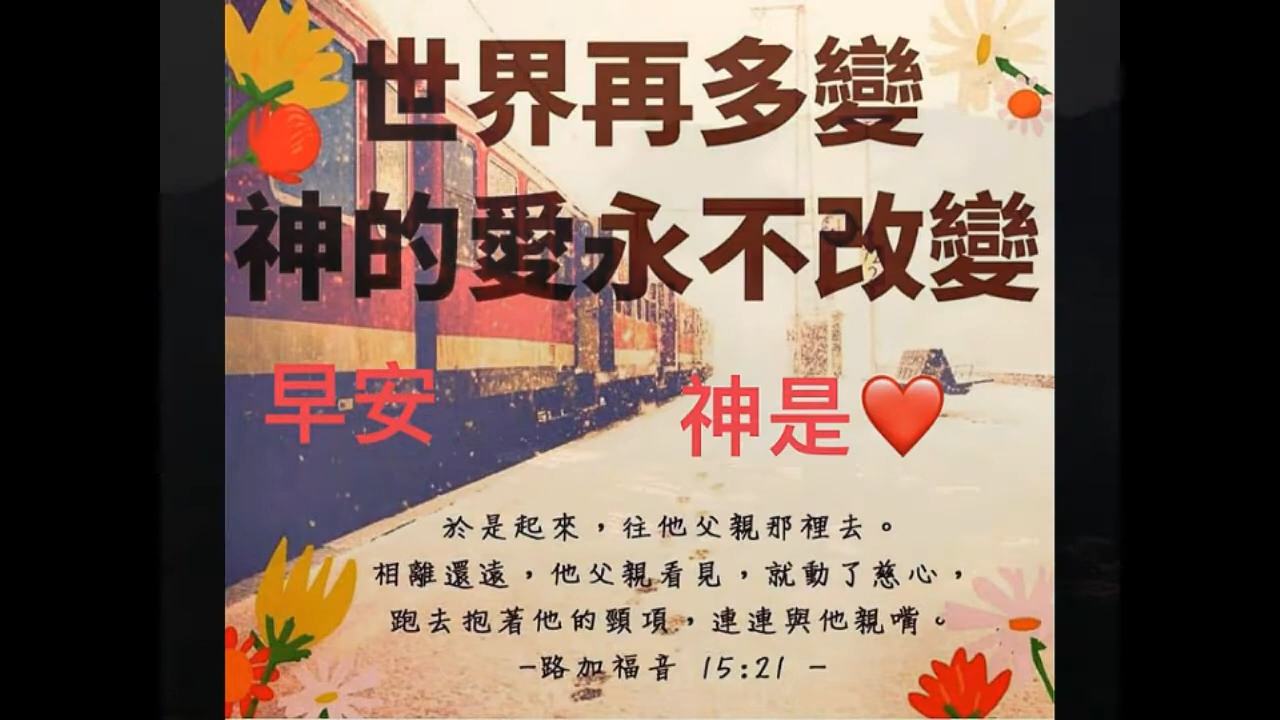 世界再多變
神的愛永不改變
早安 神是❤️
於是起來，往他父親那裡去。
相離還遠，他父親看見，就動了慈心，
跑去抱著他的頸項，連連與他親嘴。
-路加福音 15:21 -